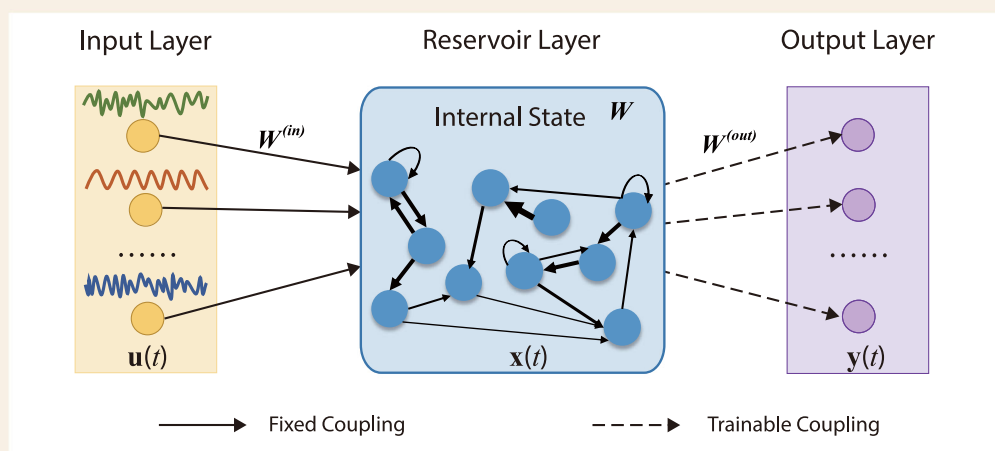 Input Layer
Reservoir Layer
Output Layer
Internal State W
W(in)
W(out)
......
......
u(t)
x(t)
y(t)
Fixed Coupling
Trainable Coupling